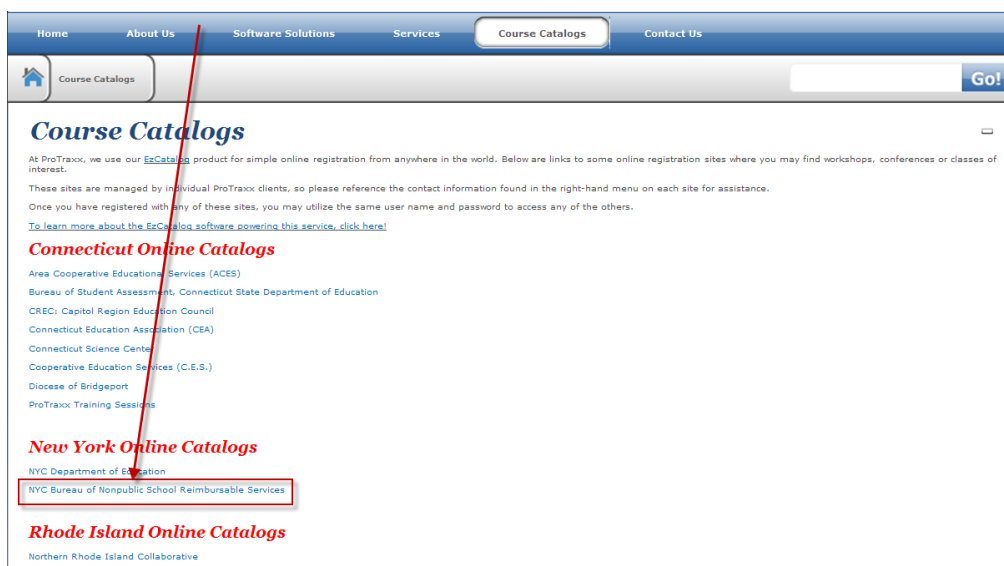 Home About Us Software Solutions Services Course Catalogs Contact Us
Course Catalogs Go!
Course Catalogs
At ProTraxx, we use our EzCatalog product for simple online registration from anywhere in the world. Below are links to some online registration sites where you may find workshops, conferences or classes of
interest.
These sites are managed by individual ProTraxx clients, so please reference the contact information found in the right-hand menu on each site for assistance.
Once you have registered with any of these sites, you may utilize the same user name and password to access any of the others.
To learn more about the EzCatalog software powering this service, click here!
Connecticut Online Catalogs
Area Cooperative Educational Services (ACES)
Bureau of Student Assessment, Connecticut State Department of Education
CREC: Capitol Region Education Council
Connecticut Education Association (CEA)
Connecticut Science Center
Cooperative Education Services (C.E.S.)
Diocese of Bridgeport
ProTraxx Training Sessions
New York Online Catalogs
NYC Department of Education
NYC Bureau of Nonpublic School Reimbursable Services
Rhode Island Online Catalogs
Northern Rhode Island Collaborative